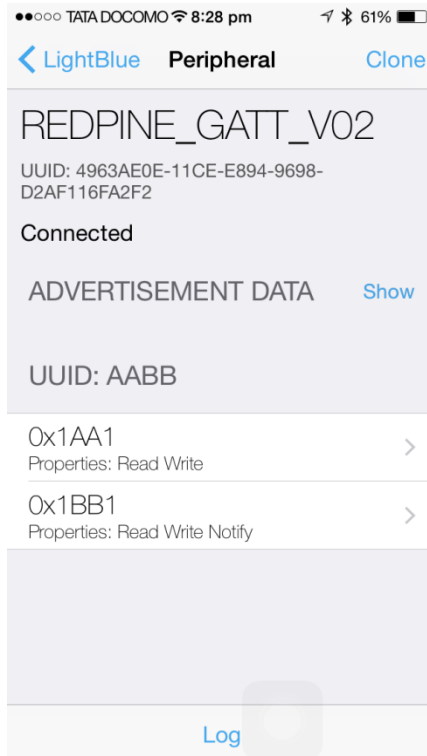 TATA DOCOMO 8:28 pm 61%
LightBlue Peripheral Clone
REDPINE_GATT_V02
UUID: 4963AE0E-11CE-E894-9698-
D2AF116FA2F2
Connected
ADVERTISEMENT DATA Show
UUID: AABB
0x1AA1
Properties: Read Write
0x1BB1
Properties: Read Write Notify
Log